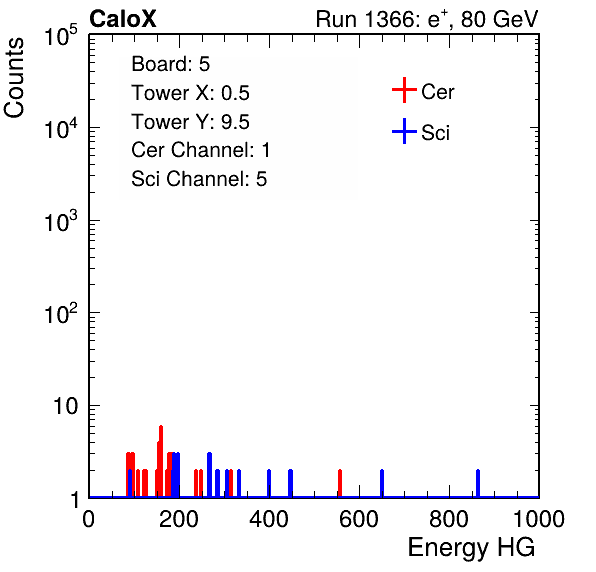 CaloX Run 1366: e⁺, 80 GeV
Counts
10⁵
10⁴
10³
10²
10
1
Board: 5
Tower X: 0.5
Tower Y: 9.5
Cer Channel: 1
Sci Channel: 5
Cer
Sci
0 200 400 600 800 1000
Energy HG